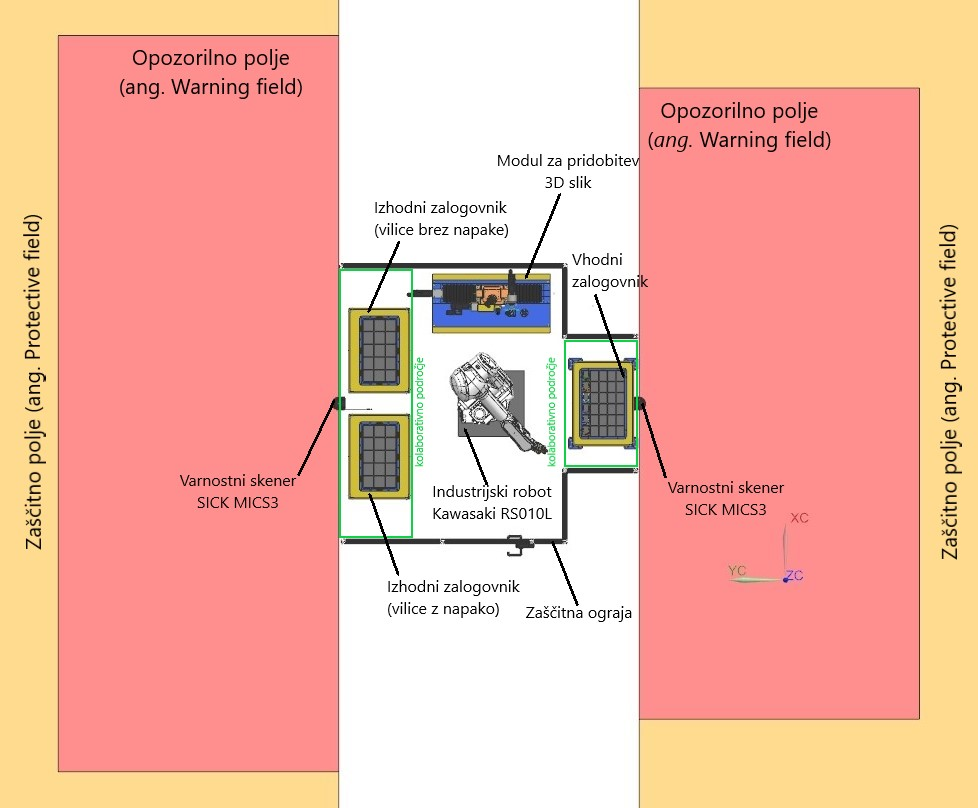 Opozorilno polje
(ang. Warning field)
Opozorilno polje
(ang. Warning field)
Modul za pridobitev
3D slik
Izhodni zalogovnik
(vilice brez napake)
Vhodni
zalogovnik
Zaščitno polje (ang. Protective field)
Zaščitno polje (ang. Protective field)
kolaborativno področje
kolaborativno področje
Varnostni skener
SICK MICS3
Industrijski robot
Kawasaki RS010L
Varnostni skener
SICK MICS3
XC
YC
ZC
Izhodni zalogovnik
(vilice z napako)
Zaščitna ograja